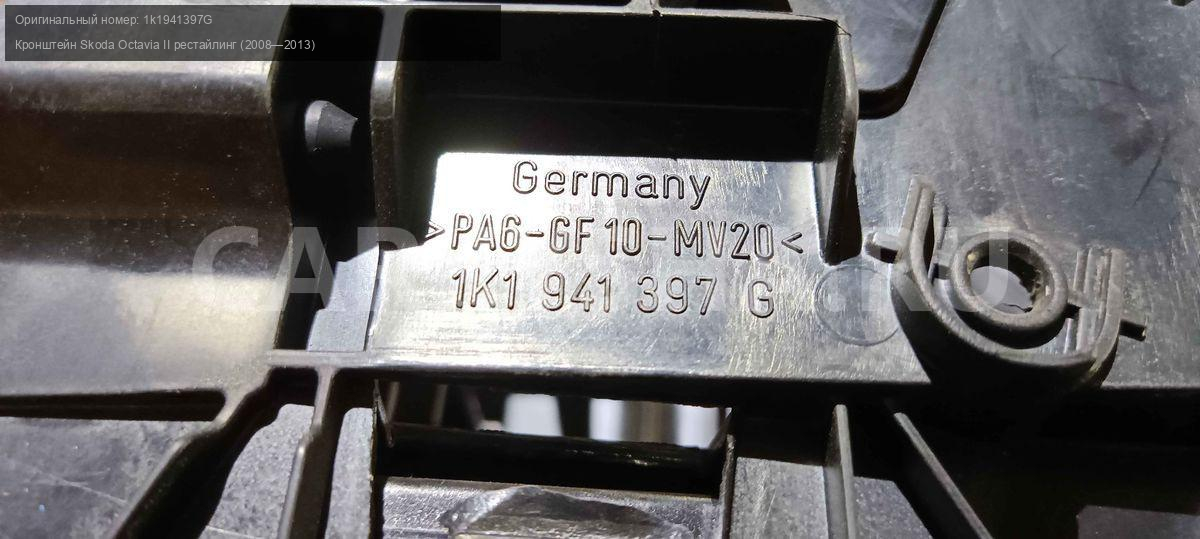 Оригинальный номер: 1k1941397G
Кронштейн Skoda Octavia II рестайлинг (2008—2013)
Germany
>PA6-GF10-MV20<
1K1 941 397 G